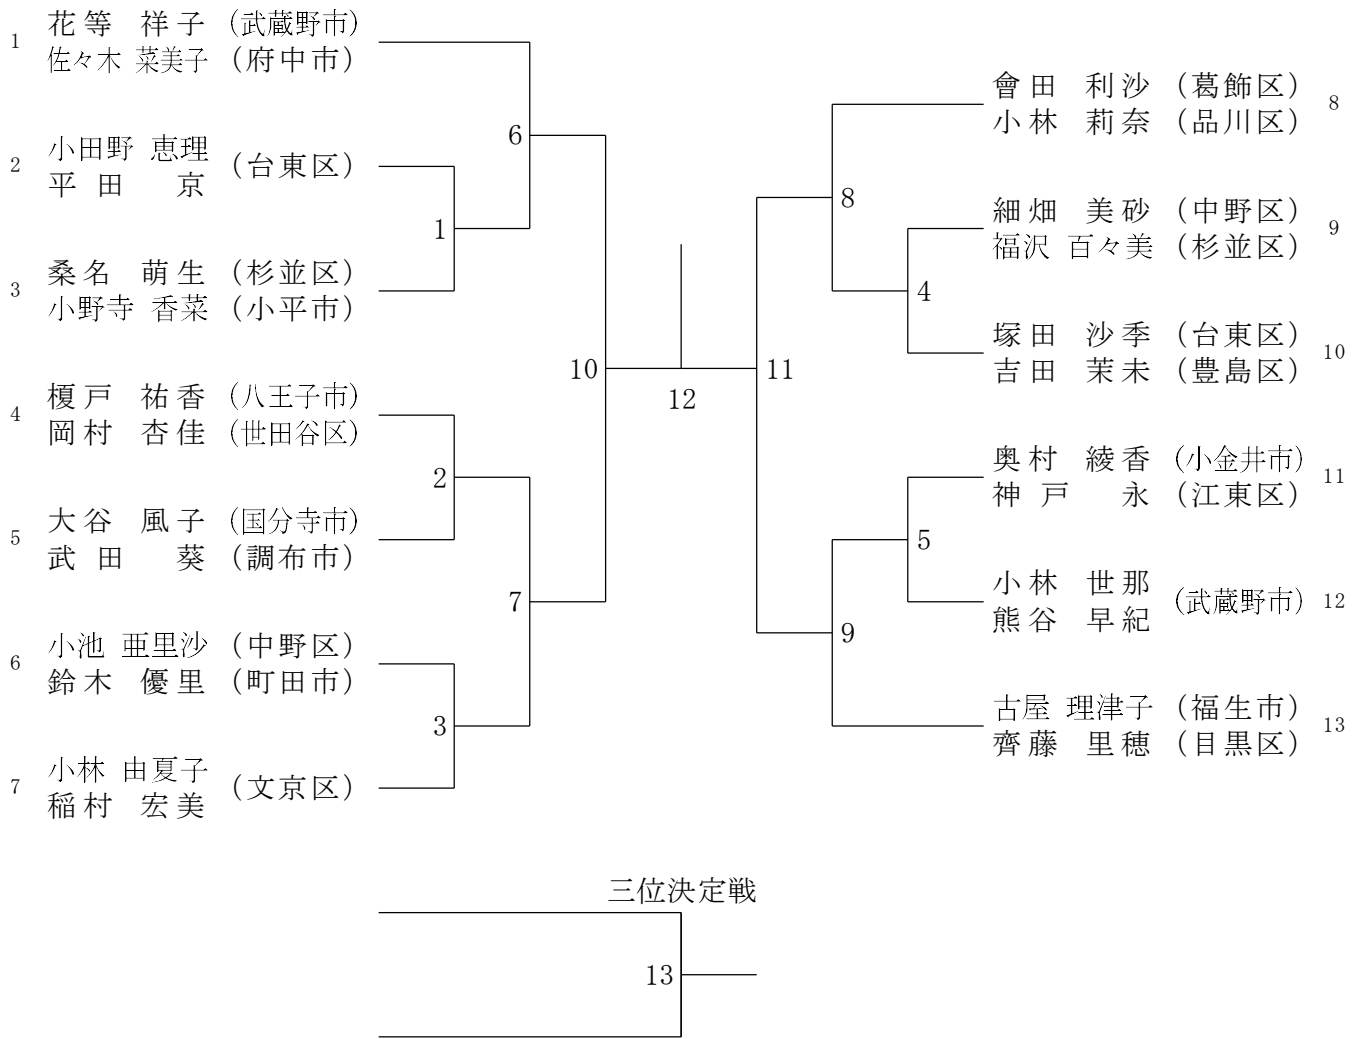 1 花等 祥子 (武蔵野市)
佐々木 菜美子 (府中市)
2 小田野 恵理 (台東区)
平田 京
3 桑名 萌生 (杉並区)
小野寺 香菜 (小平市)
4 榎戸 祐香 (八王子市)
岡村 杏佳 (世田谷区)
5 大谷 風子 (国分寺市)
武田 葵 (調布市)
6 小池 亜里沙 (中野区)
鈴木 優里 (町田市)
7 小林 由夏子 (文京区)
稲村 宏美
6
1
2
7
3
10
12
11
8
4
5
9
會田 利沙 (葛飾区) 8
小林 莉奈 (品川区)
細畑 美砂 (中野区) 9
福沢 百々美 (杉並区)
塚田 沙季 (台東区) 10
吉田 茉未 (豊島区)
奥村 綾香 (小金井市) 11
神戸 永 (江東区)
小林 世那 (武蔵野市) 12
熊谷 早紀
古屋 理津子 (福生市) 13
齊藤 里穂 (目黒区)
三位決定戦
13